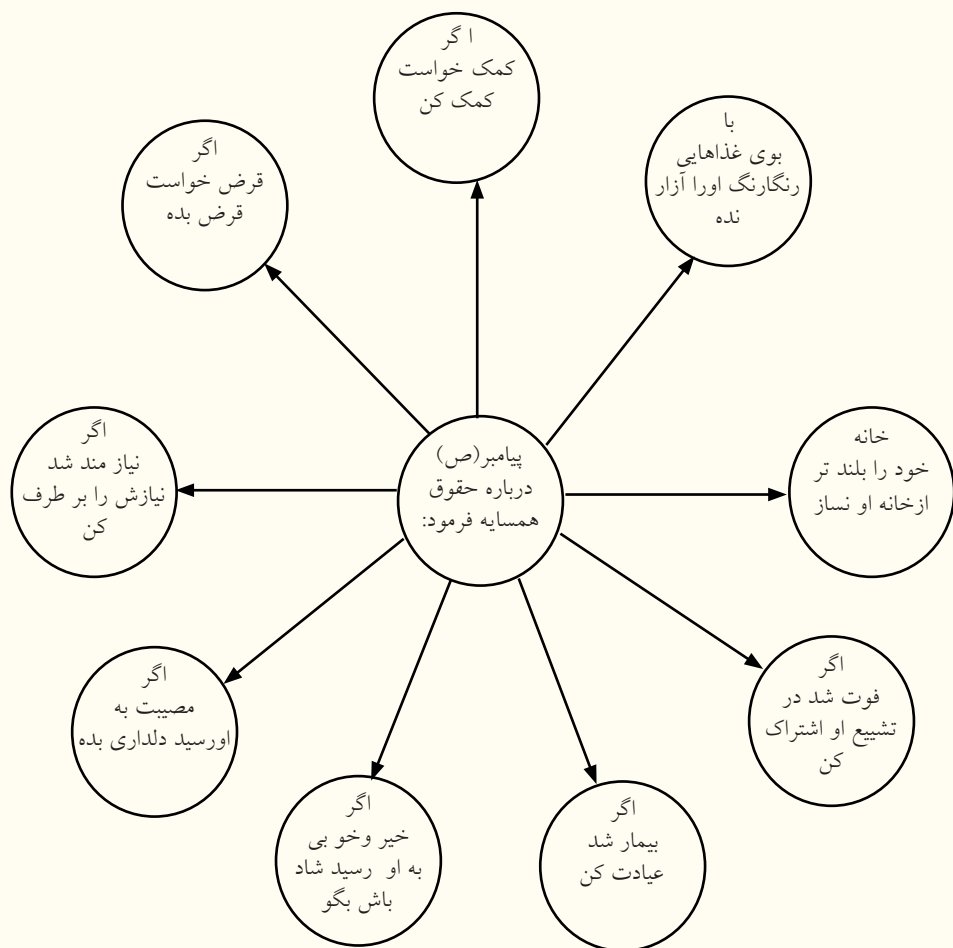 ا گر
کمک خواست
کمک کن
با
بوی غذاهایی
رنگارنگ اورا آزار
نده
اگر
قرض خواست
قرض بده
خانه
خود را بلند تر
ازخانه او نساز
پیامبر(ص)
درباره حقوق
همسایه فرمود:
اگر
نیاز مند شد
نیازش را بر طرف
کن
اگر
فوت شد در
تشییع او اشتراک
کن
اگر
مصیبت به
اورسید دلداری بده
اگر
بیمار شد
عیادت کن
اگر
خیر وخو بی
به او رسید شاد
باش بگو